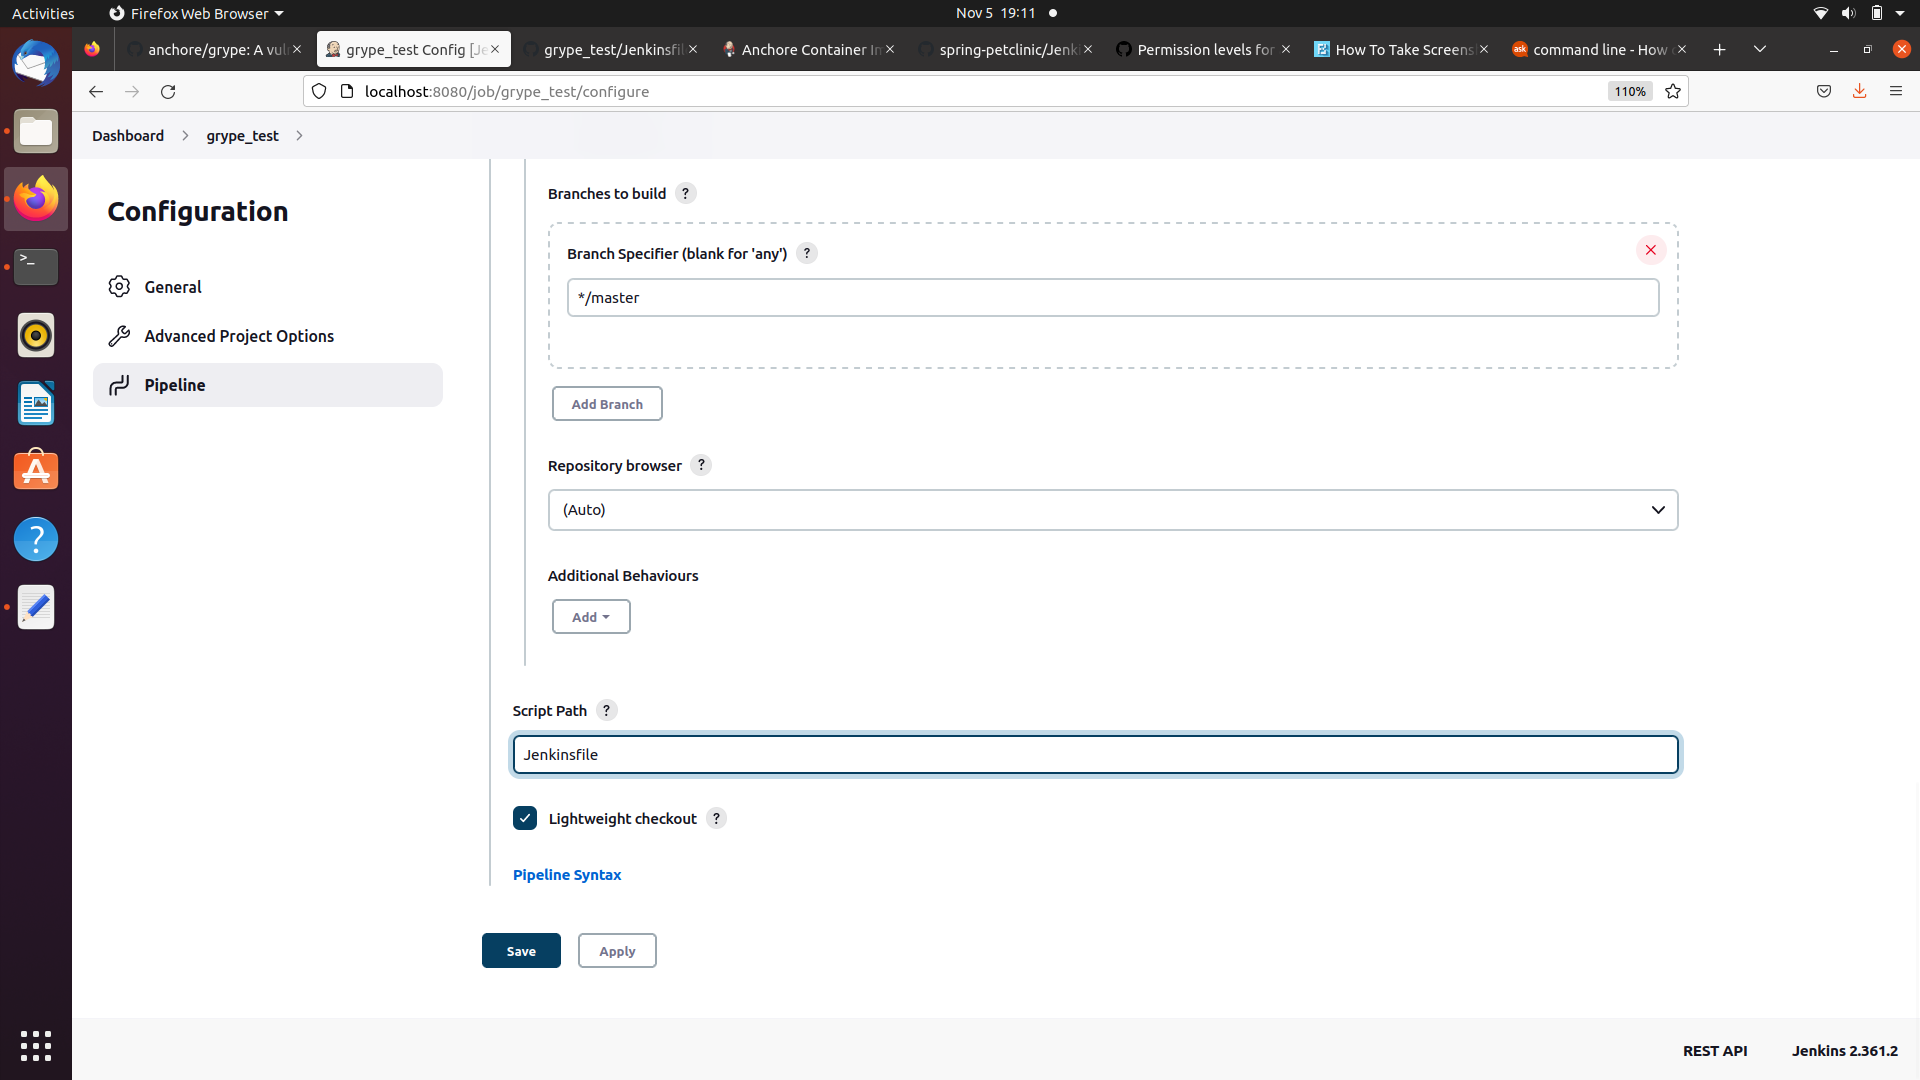 Activities Firefox Web Browser Nov 5 19:11
anchore/grype: A vul grype_test Config [Je grype_test/Jenkinsfil Anchore Container Im spring-petclinic/Jenk Permission levels for How To Take Screens ask command line - How
localhost:8080/job/grype_test/configure 110%
Dashboard grype_test
Configuration
General
Advanced Project Options
Pipeline
Branches to build ?
Branch Specifier (blank for 'any') ?
*/master
Add Branch
Repository browser ?
(Auto)
Additional Behaviours
Add
Script Path ?
Jenkinsfile
Lightweight checkout ?
Pipeline Syntax
Save Apply
REST API Jenkins 2.361.2